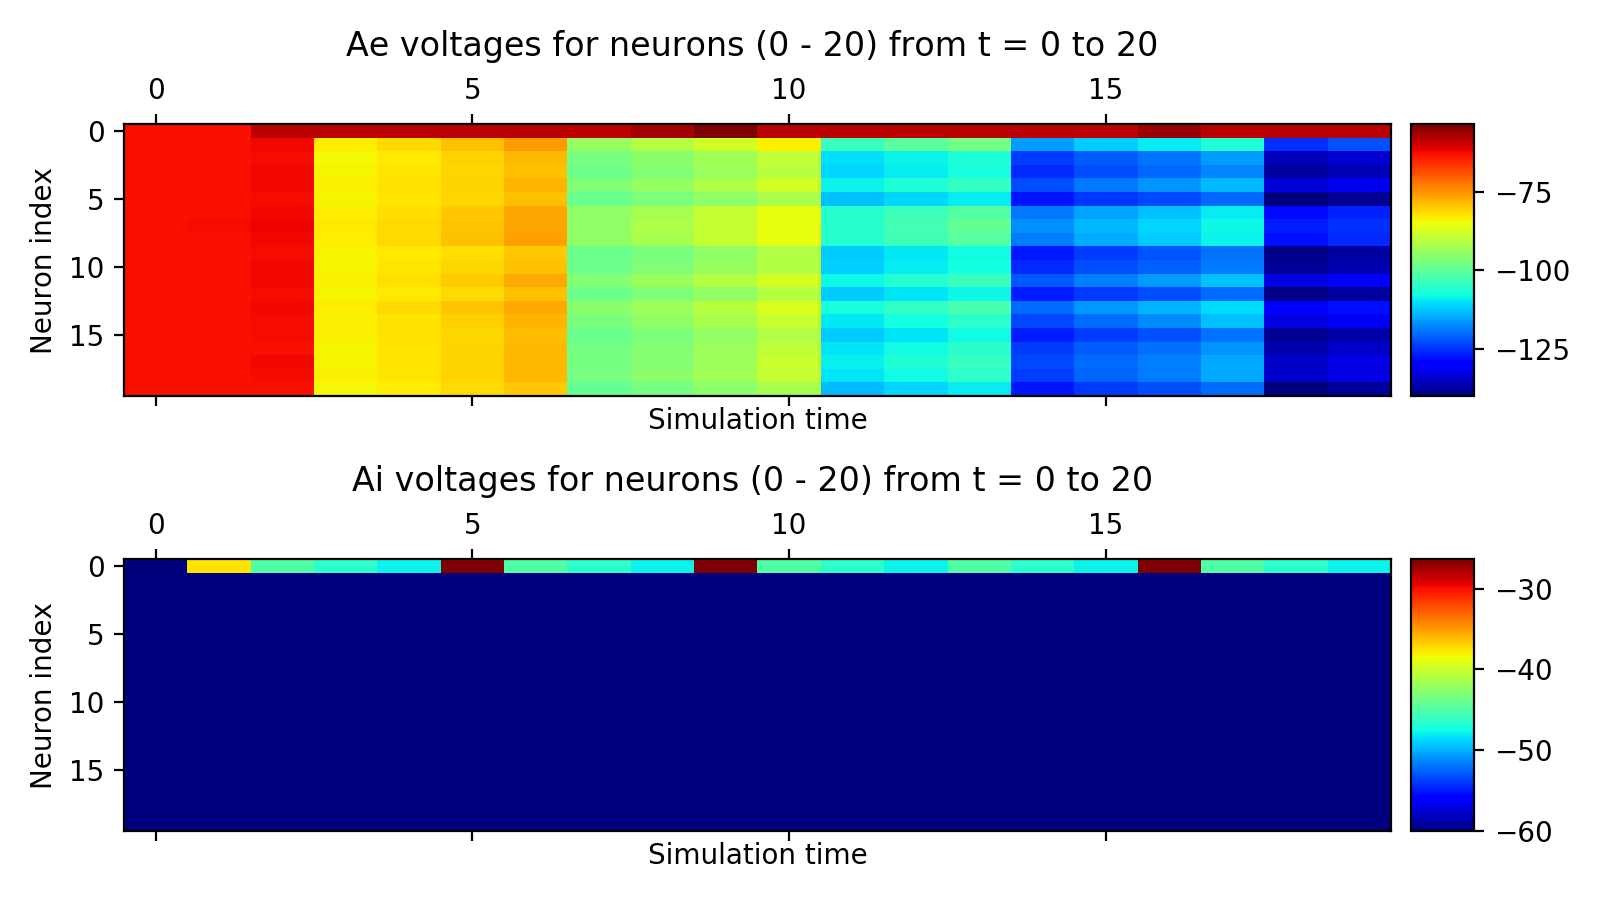 Ae voltages for neurons (0 - 20) from t = 0 to 20
0 5 10 15
0
5
10
15
Neuron index
Simulation time
−75
−100
−125
Ai voltages for neurons (0 - 20) from t = 0 to 20
0 5 10 15
0
5
10
15
Neuron index
Simulation time
−30
−40
−50
−60